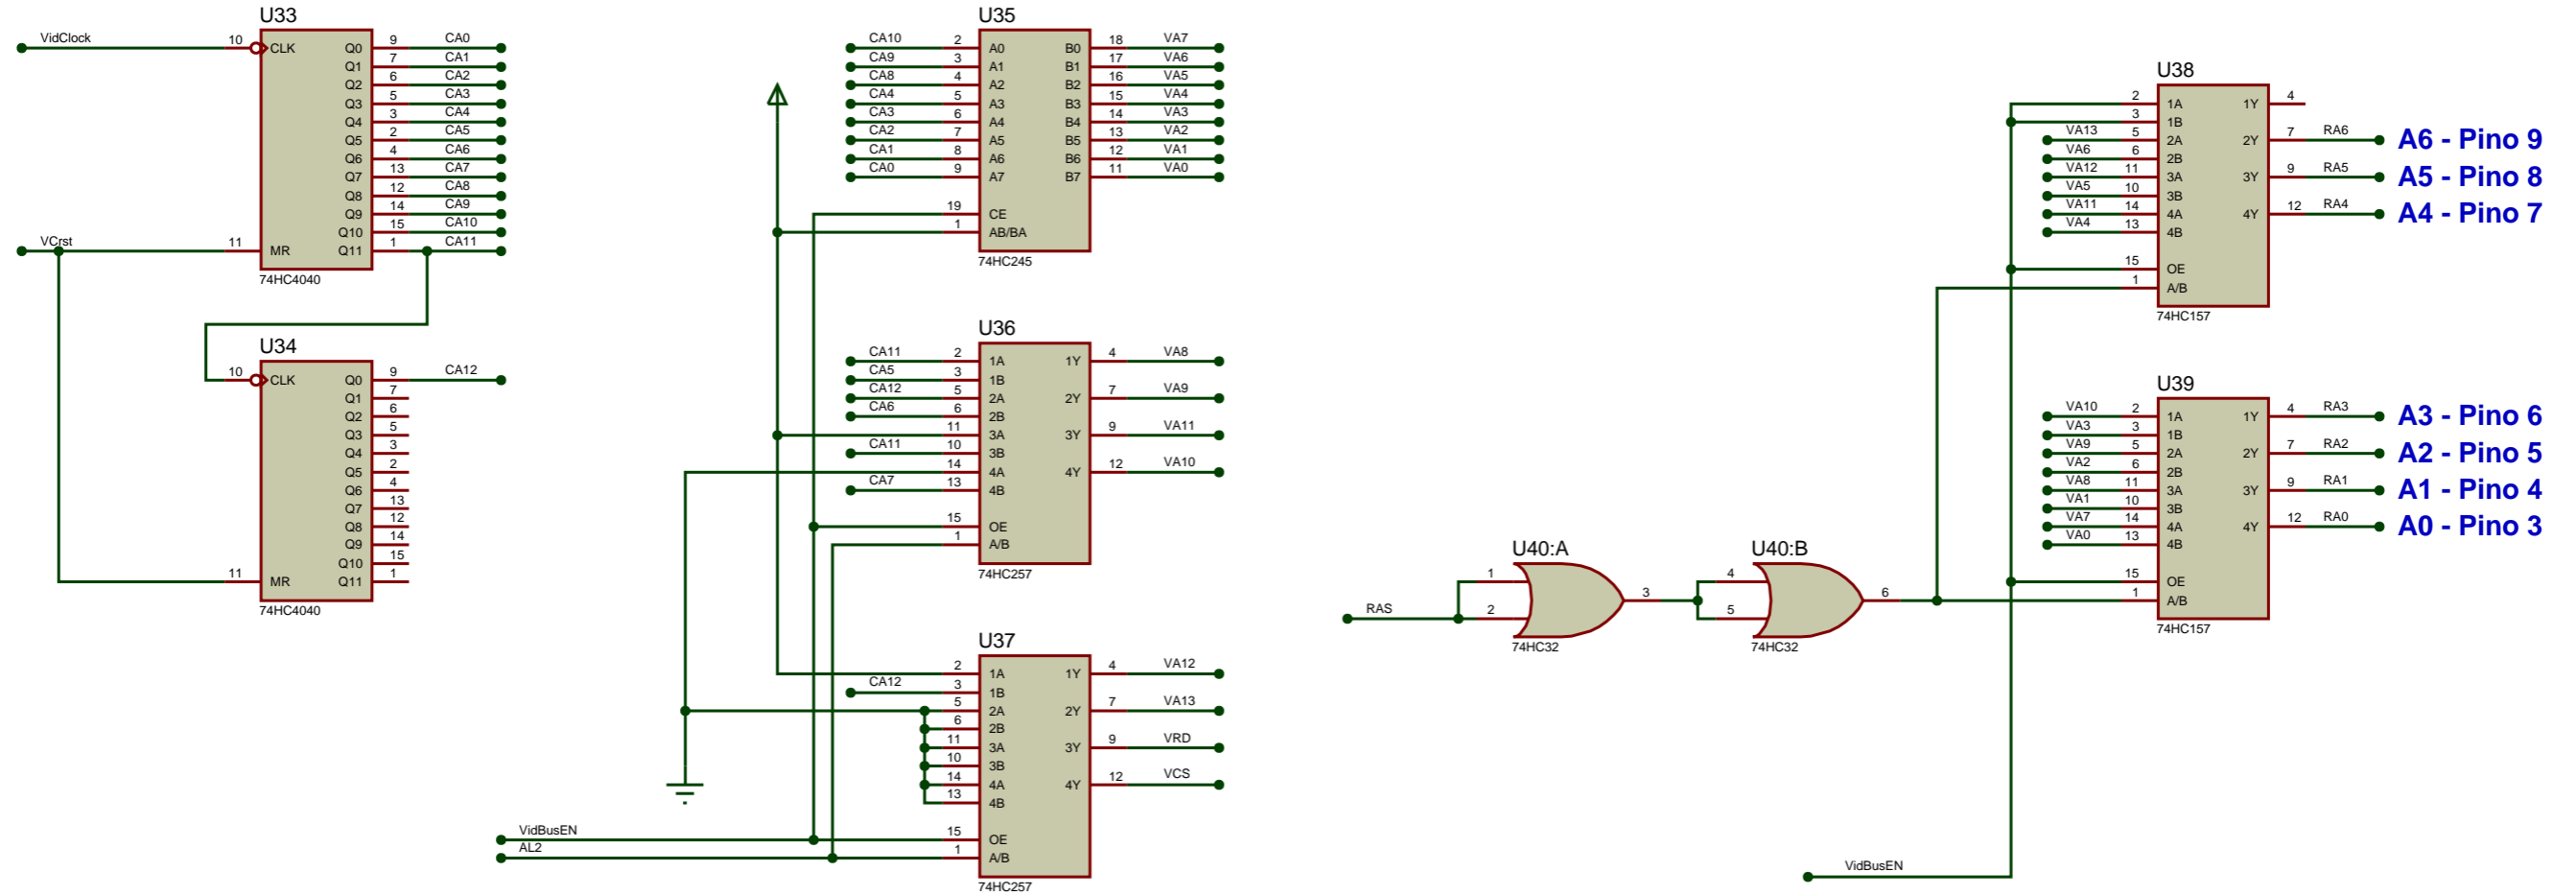 U33
VidClock
10
CLK
Q0 9 CA0
Q1 7 CA1
Q2 6 CA2
Q3 5 CA3
Q4 3 CA4
Q5 2 CA5
Q6 4 CA6
Q7 13 CA7
Q8 12 CA8
Q9 14 CA9
Q10 15 CA10
VCrst
11
MR
Q11 1 CA11
74HC4040
U34
10
CLK
Q0 9 CA12
Q1 7
Q2 6
Q3 5
Q4 3
Q5 2
Q6 4
Q7 13
Q8 12
Q9 14
Q10 15
11
MR
Q11 1
74HC4040
U35
CA10 2 A0 B0 18 VA7
CA9 3 A1 B1 17 VA6
CA8 4 A2 B2 16 VA5
CA4 5 A3 B3 15 VA4
CA3 6 A4 B4 14 VA3
CA2 7 A5 B5 13 VA2
CA1 8 A6 B6 12 VA1
CA0 9 A7 B7 11 VA0
19 CE
1 AB/BA
74HC245
U36
CA11 2 1A 1Y 4 VA8
CA5 3 1B
CA12 5 2A 2Y 7 VA9
CA6 6 2B
11 3A 3Y 9 VA11
CA11 10 3B
14 4A 4Y 12 VA10
CA7 13 4B
15 OE
1 A/B
74HC257
U37
2 1A 1Y 4 VA12
CA12 3 1B
5 2A 2Y 7 VA13
6 2B
11 3A 3Y 9 VRD
10 3B
14 4A 4Y 12 VCS
13 4B
VidBusEN 15 OE
AL2 1 A/B
74HC257
U38
2 1A 1Y 4
3 1B
VA13 5 2A 2Y 7 RA6 A6 - Pino 9
VA6 6 2B
VA12 11 3A 3Y 9 RA5 A5 - Pino 8
VA5 10 3B
VA11 14 4A 4Y 12 RA4 A4 - Pino 7
VA4 13 4B
15 OE
1 A/B
74HC157
U39
VA10 2 1A 1Y 4 RA3 A3 - Pino 6
VA3 3 1B
VA9 5 2A 2Y 7 RA2 A2 - Pino 5
VA2 6 2B
VA8 11 3A 3Y 9 RA1 A1 - Pino 4
VA1 10 3B
VA7 14 4A 4Y 12 RA0 A0 - Pino 3
VA0 13 4B
15 OE
1 A/B
74HC157
U40:A
RAS
1
2
3
74HC32
U40:B
4
5
6
74HC32
VidBusEN